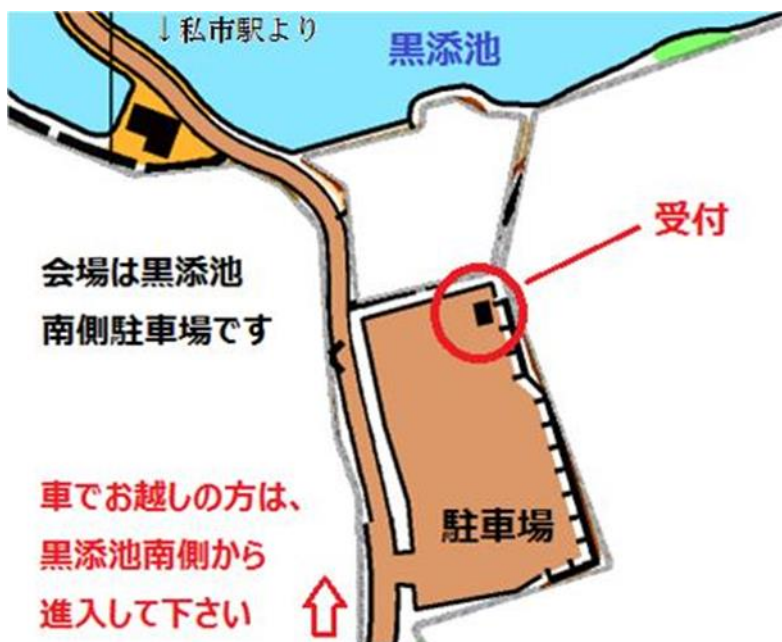 ↓私市駅より
黒添池
受付
会場は黒添池
南側駐車場です
車でお越しの方は、
黒添池南側から
進入して下さい
駐車場